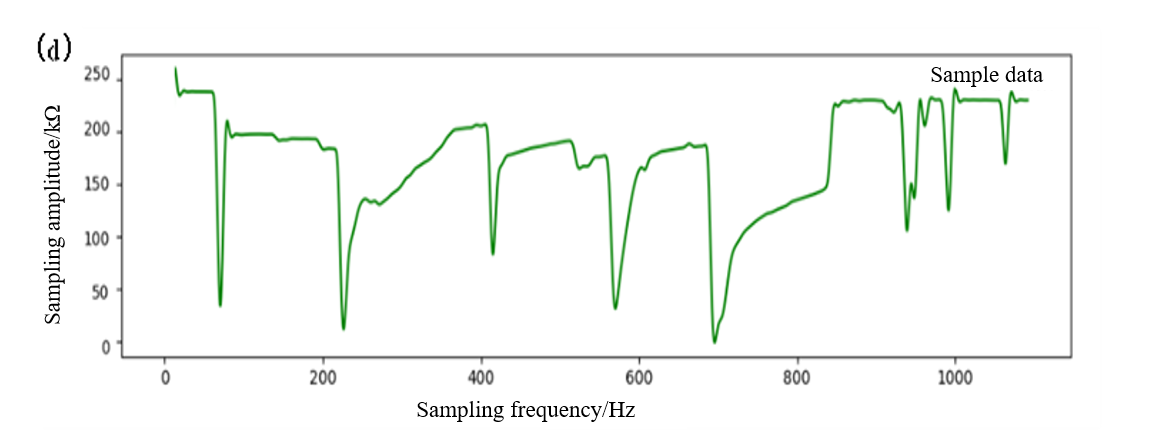 (d)
Sample data
Sampling amplitude/kΩ
250
200
150
100
50
0
0 200 400 600 800 1000
Sampling frequency/Hz